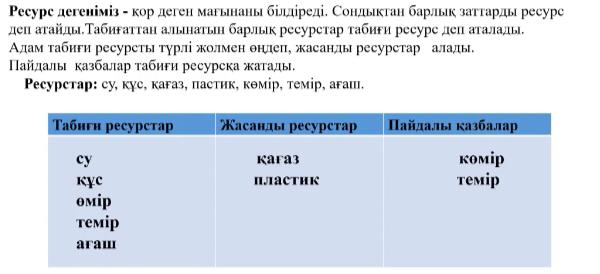 Ресурс дегеніміз - қор деген мағынаны білдіреді. Сондықтан барлық заттарды ресурс
деп атайды.Табиғаттан алынатын барлық ресурстар табиғи ресурс деп аталады.
Адам табиғи ресурсты түрлі жолмен өңдеп, жасанды ресурстар алады.
Пайдалы қазбалар табиғи ресурсқа жатады.
Ресурстар: су, құс, қағаз, пастик, көмір, темір, ағаш.
Табиғи ресурстар Жасанды ресурстар Пайдалы қазбалар
су қағаз көмір
құс пластик темір
өмір
темір
ағаш